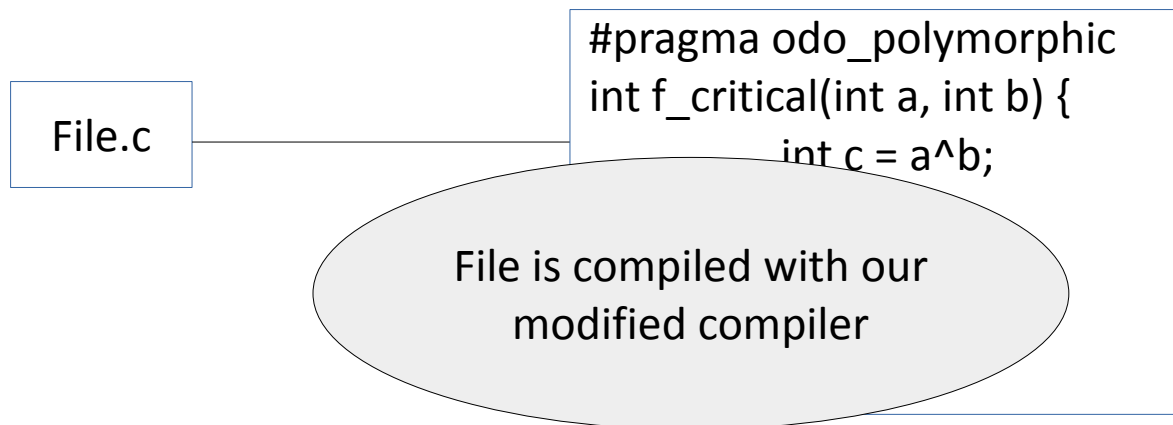 File.c
#pragma odo_polymorphic
int f_critical(int a, int b) {
int c = a^b;
File is compiled with our
modified compiler